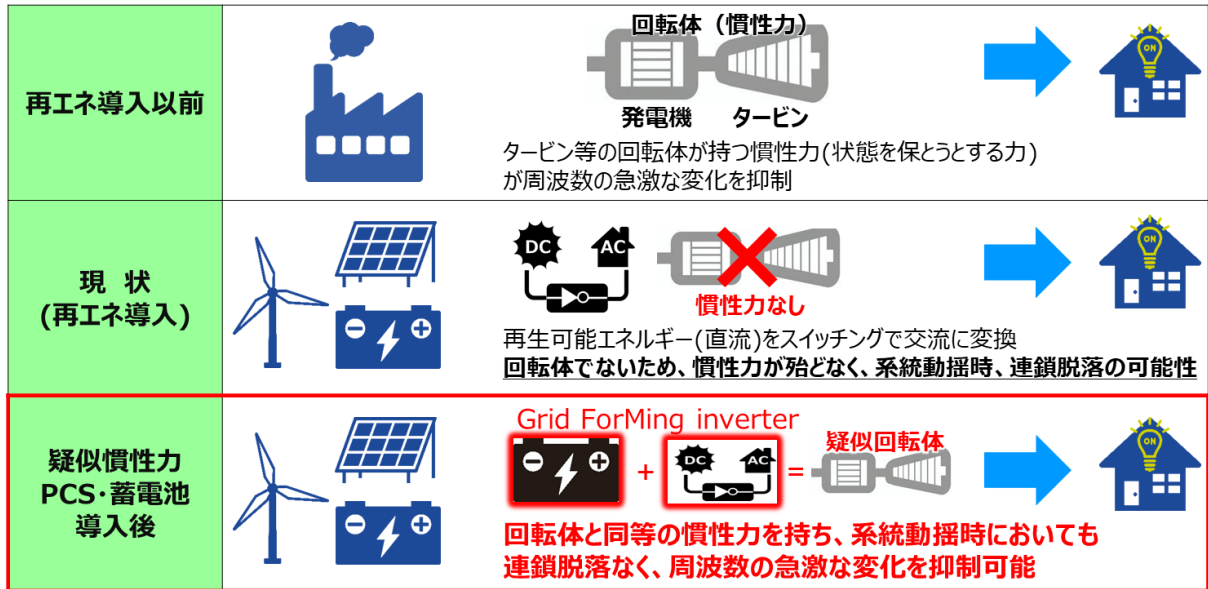 再エネ導入以前
回転体（慣性力）
発電機
タービン
タービン等の回転体が持つ慣性力(状態を保とうとする力)
が周波数の急激な変化を抑制
ON
現 状
(再エネ導入)
DC
AC
慣性力なし
再生可能エネルギー(直流)をスイッチングで交流に変換
回転体でないため、慣性力が殆どなく、系統動揺時、連鎖脱落の可能性
ON
疑似慣性力
PCS・蓄電池
導入後
Grid ForMing inverter
+
DC
AC
=
疑似回転体
回転体と同等の慣性力を持ち、系統動揺時においても
連鎖脱落なく、周波数の急激な変化を抑制可能
ON